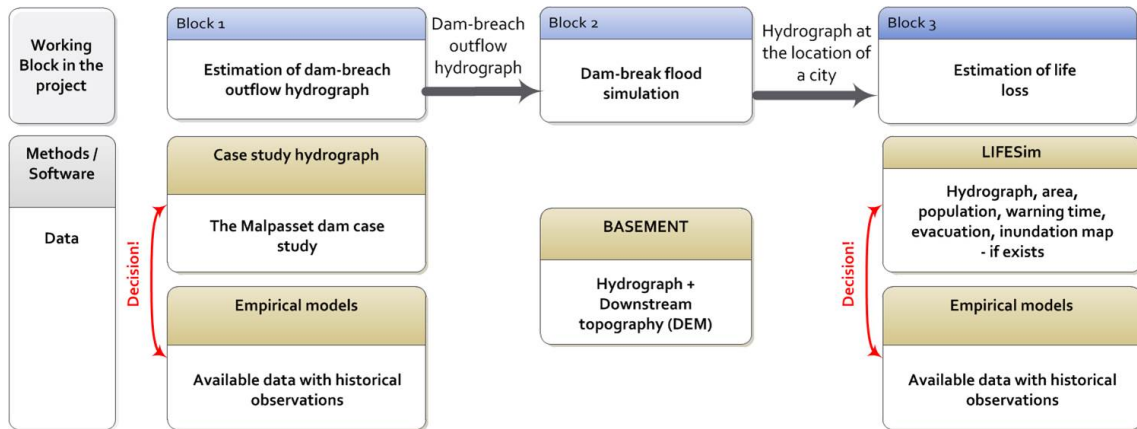 Working
Block in the
project
Block 1
Estimation of dam-breach
outflow hydrograph
Dam-breach
outflow
hydrograph
Block 2
Dam-break flood
simulation
Hydrograph at
the location of
a city
Block 3
Estimation of life
loss
Methods /
Software
Data
Decision!
Case study hydrograph
The Malpasset dam case
study
Empirical models
Available data with historical
observations
BASEMENT
Hydrograph +
Downstream
topography (DEM)
Decision!
LIFESim
Hydrograph, area,
population, warning time,
evacuation, inundation map
- if exists
Empirical models
Available data with historical
observations